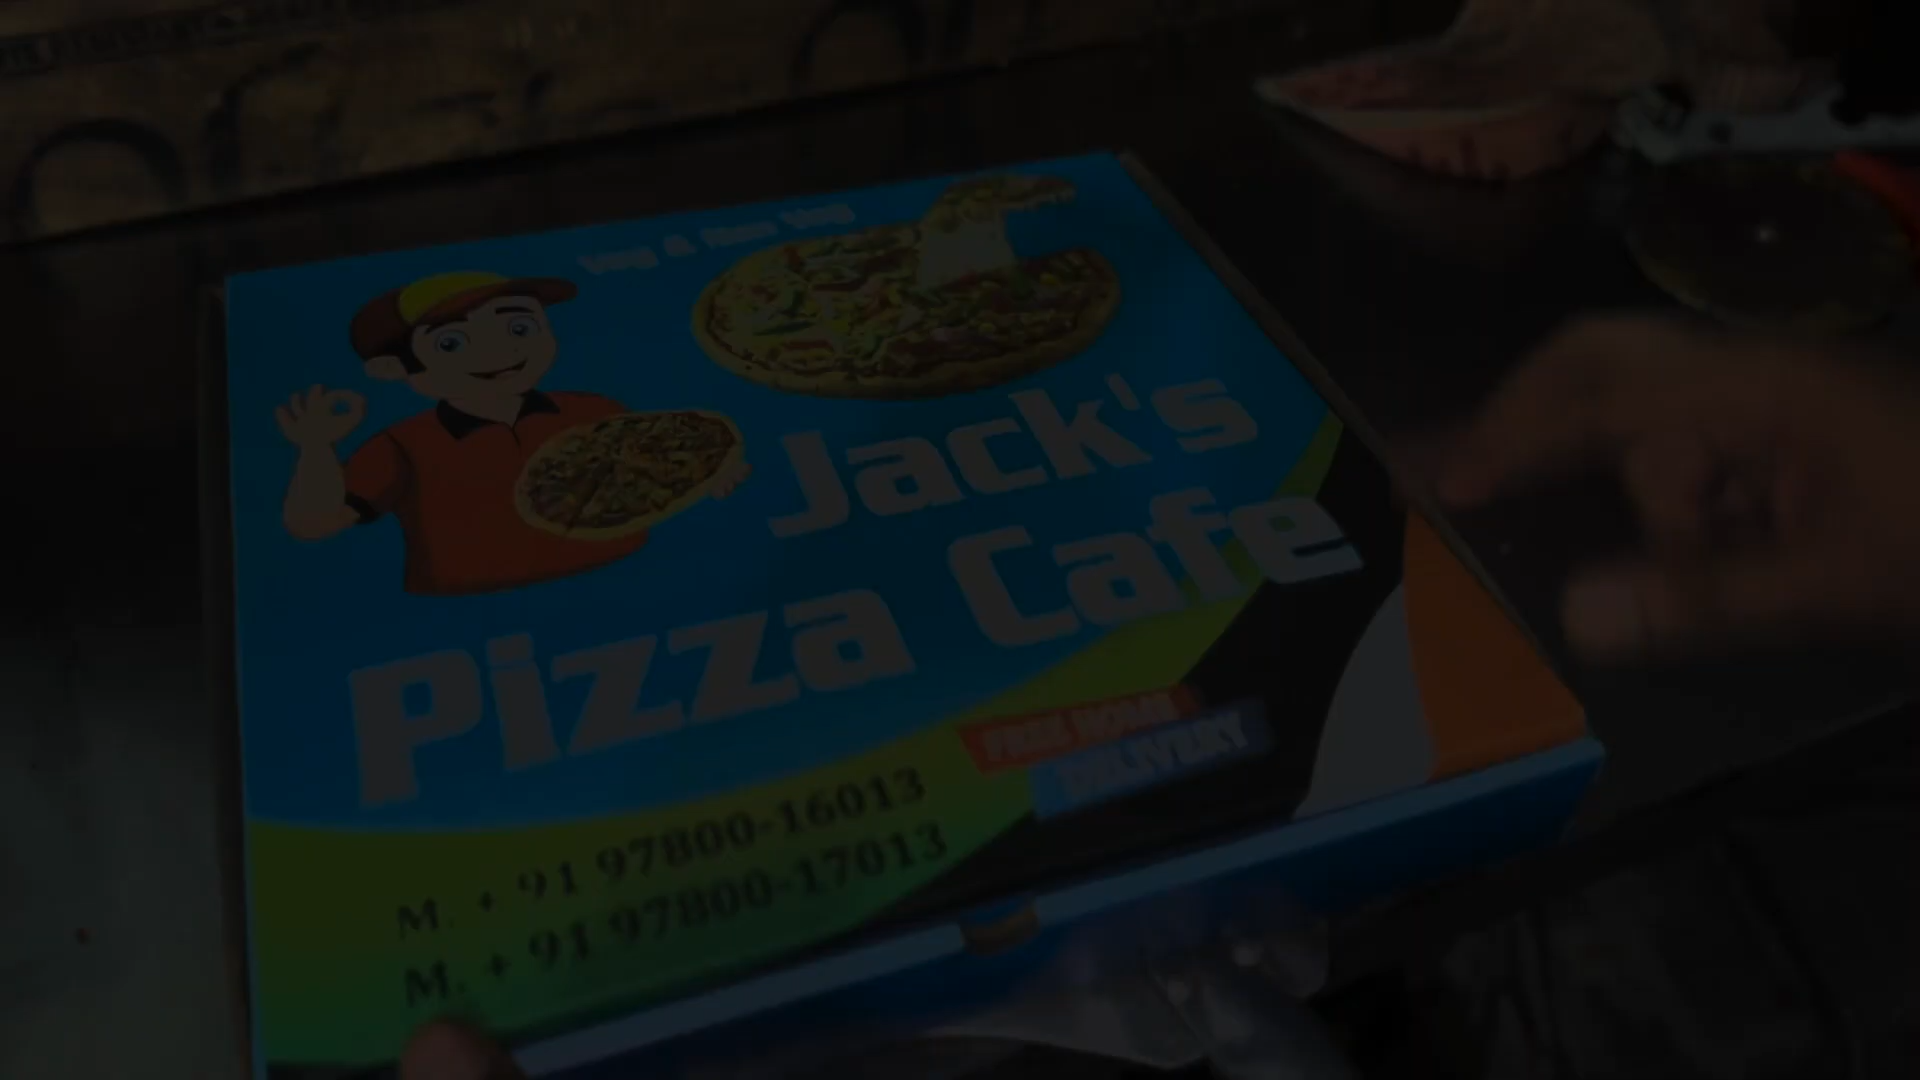 Veg & Non Veg
Jack's
Pizza Cafe
FREE HOME
DELIVERY
M. + 91 97800-16013
M. + 91 97800-17013